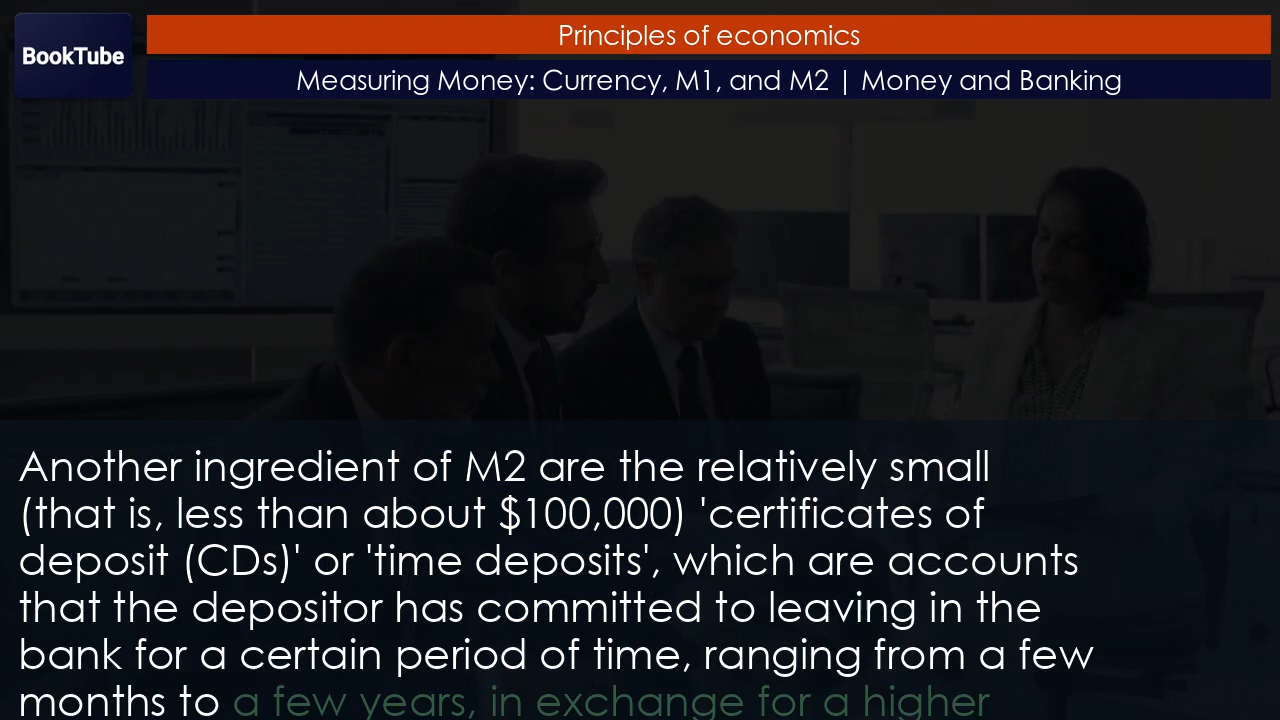 BookTube
Principles of economics
Measuring Money: Currency, M1, and M2 | Money and Banking
Another ingredient of M2 are the relatively small
(that is, less than about $100,000) 'certificates of
deposit (CDs)' or 'time deposits', which are accounts
that the depositor has committed to leaving in the
bank for a certain period of time, ranging from a few
months to a few years, in exchange for a higher